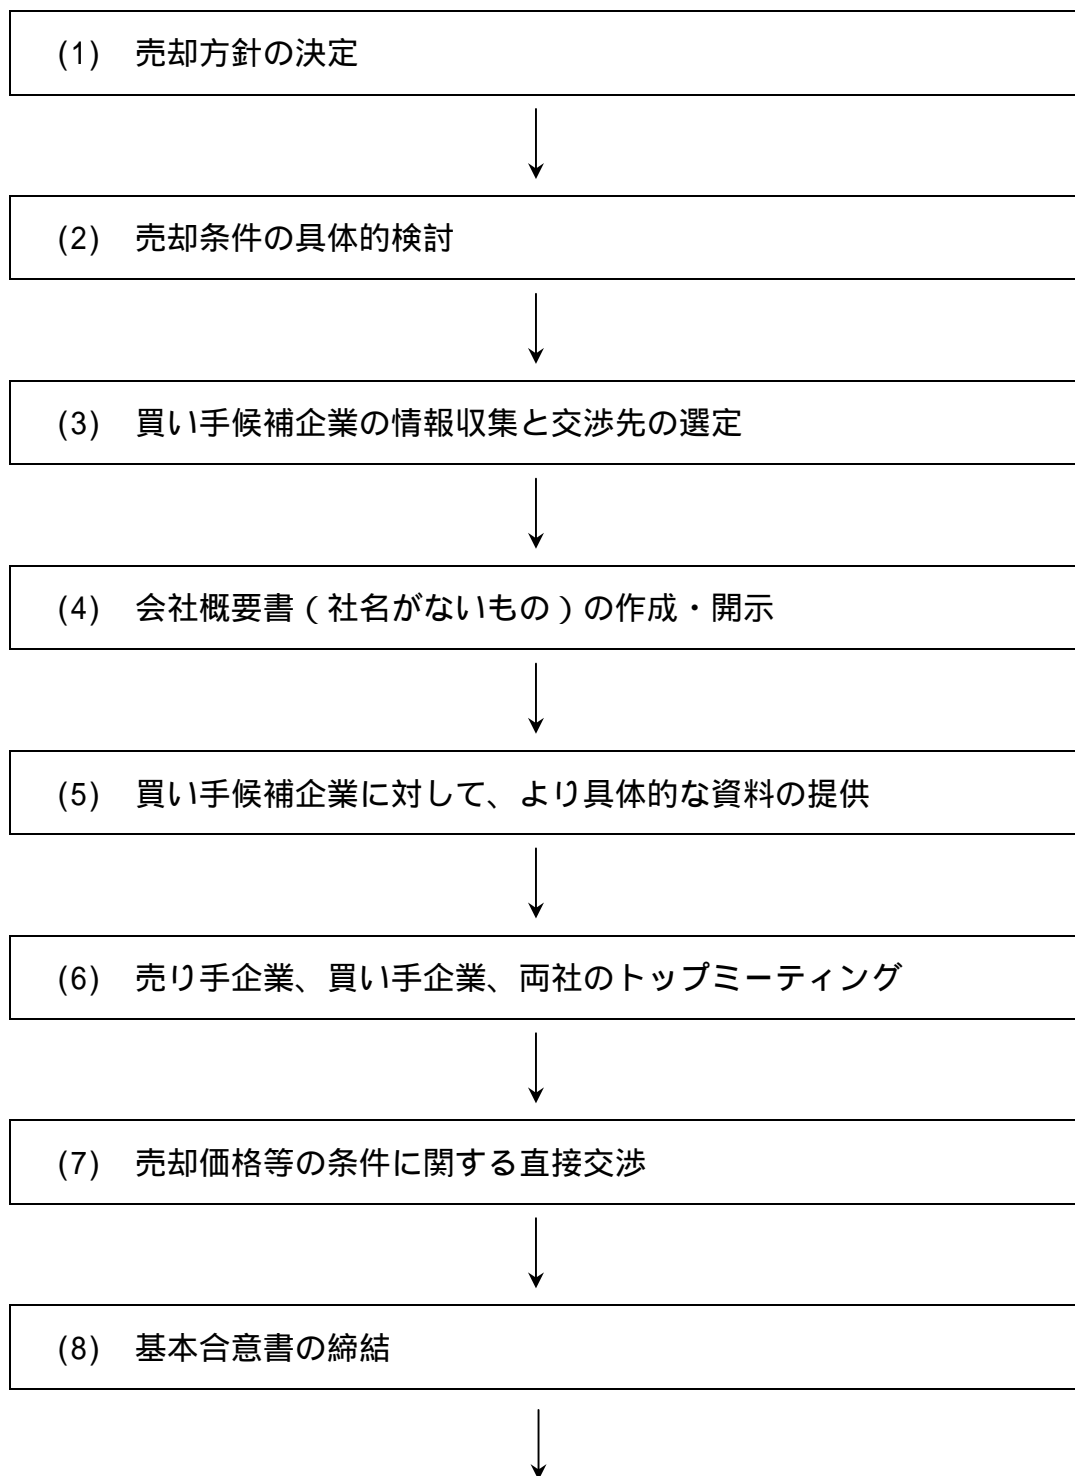 (1) 売却方針の決定
(2) 売却条件の具体的検討
(3) 買い手候補企業の情報収集と交渉先の選定
(4) 会社概要書(社名がないもの)の作成・開示
(5) 買い手候補企業に対して、より具体的な資料の提供
(6) 売り手企業、買い手企業、両社のトップミーティング
(7) 売却価格等の条件に関する直接交渉
(8) 基本合意書の締結